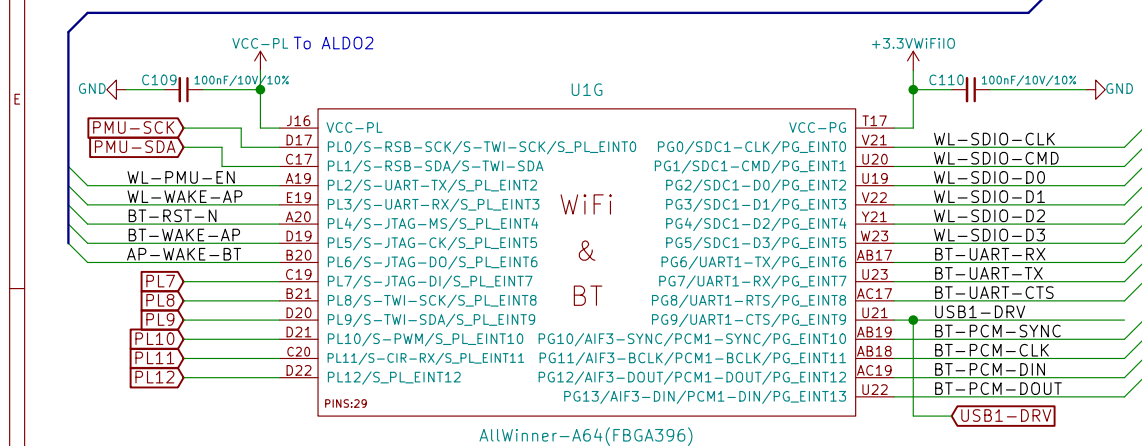 VCC-PL To ALDO2
+3.3VWiFiIO
C109 100nF/10V/10%
GND
C110 100nF/10V/10%
GND
E
U1G
PMU-SCK
PMU-SDA
WL-PMU-EN
WL-WAKE-AP
BT-RST-N
BT-WAKE-AP
AP-WAKE-BT
PL7
PL8
PL9
PL10
PL11
PL12
J16 VCC-PL
D17 PL0/S-RSB-SCK/S-TWI-SCK/S_PL_EINT0
C17 PL1/S-RSB-SDA/S-TWI-SDA
A19 PL2/S-UART-TX/S_PL_EINT2
E19 PL3/S-UART-RX/S_PL_EINT3
A20 PL4/S-JTAG-MS/S_PL_EINT4
D19 PL5/S-JTAG-CK/S_PL_EINT5
B20 PL6/S-JTAG-DO/S_PL_EINT6
C19 PL7/S-JTAG-DI/S_PL_EINT7
B21 PL8/S-TWI-SCK/S_PL_EINT8
D20 PL9/S-TWI-SDA/S_PL_EINT9
D21 PL10/S-PWM/S_PL_EINT10
C20 PL11/S-CIR-RX/S_PL_EINT11
D22 PL12/S_PL_EINT12
PINS:29
WiFi
&
BT
VCC-PG T17
PG0/SDC1-CLK/PG_EINT0 V21 WL-SDIO-CLK
PG1/SDC1-CMD/PG_EINT1 U20 WL-SDIO-CMD
PG2/SDC1-D0/PG_EINT2 U19 WL-SDIO-D0
PG3/SDC1-D1/PG_EINT3 V22 WL-SDIO-D1
PG4/SDC1-D2/PG_EINT4 Y21 WL-SDIO-D2
PG5/SDC1-D3/PG_EINT5 W23 WL-SDIO-D3
PG6/UART1-TX/PG_EINT6 AB17 BT-UART-RX
PG7/UART1-RX/PG_EINT7 U23 BT-UART-TX
PG8/UART1-RTS/PG_EINT8 AC17 BT-UART-CTS
PG9/UART1-CTS/PG_EINT9 U21 USB1-DRV
PG10/AIF3-SYNC/PCM1-SYNC/PG_EINT10 AB19 BT-PCM-SYNC
PG11/AIF3-BCLK/PCM1-BCLK/PG_EINT11 AB18 BT-PCM-CLK
PG12/AIF3-DOUT/PCM1-DOUT/PG_EINT12 AC19 BT-PCM-DIN
PG13/AIF3-DIN/PCM1-DIN/PG_EINT13 U22 BT-PCM-DOUT
USB1-DRV
AllWinner-A64(FBGA396)